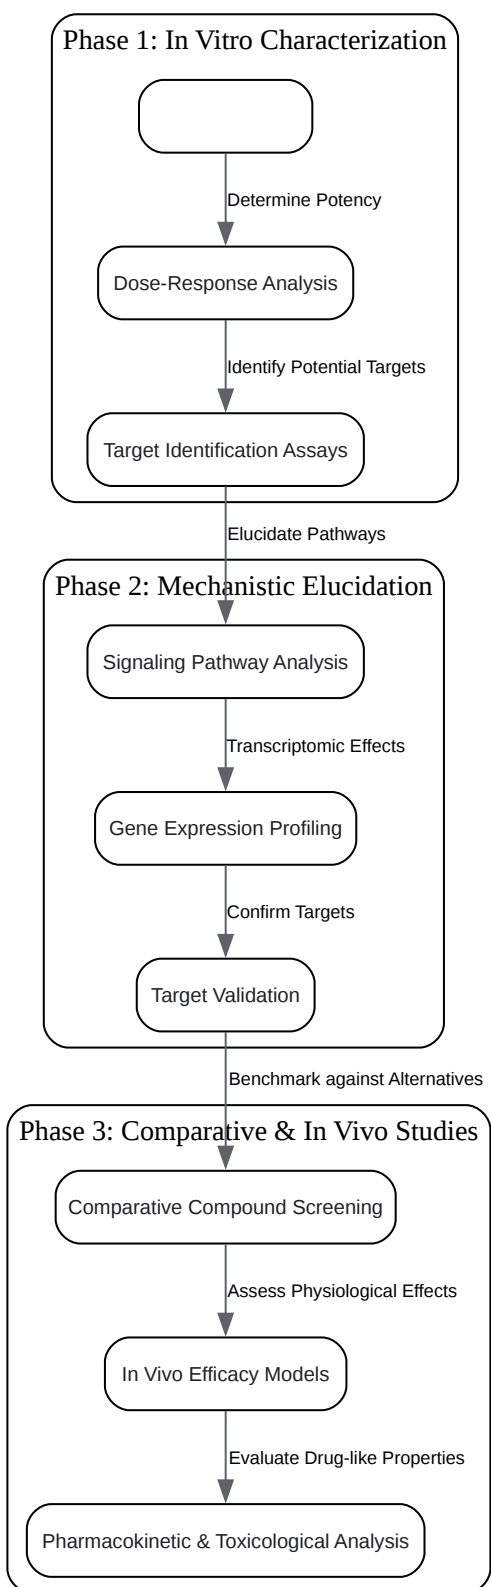 Phase 1: In Vitro Characterization
Determine Potency
Dose-Response Analysis
Identify Potential Targets
Target Identification Assays
Elucidate Pathways
Phase 2: Mechanistic Elucidation
Signaling Pathway Analysis
Transcriptomic Effects
Gene Expression Profiling
Confirm Targets
Target Validation
Benchmark against Alternatives
Phase 3: Comparative & In Vivo Studies
Comparative Compound Screening
Assess Physiological Effects
In Vivo Efficacy Models
Evaluate Drug-like Properties
Pharmacokinetic & Toxicological Analysis